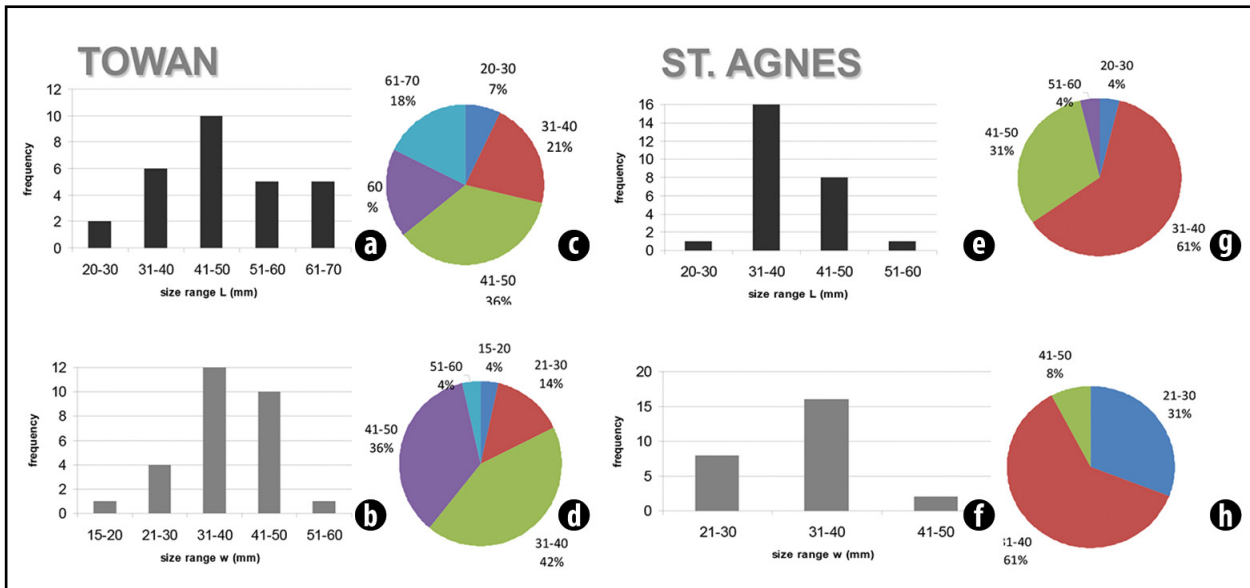 TOWAN
12
10
8
6
4
2
0
frequency
20-30 31-40 41-50 51-60 61-70
size range L (mm)
a
61-70
18%
20-30
7%
31-40
21%
60
%
41-50
36%
c
12
10
8
6
4
2
0
frequency
15-20 21-30 31-40 41-50 51-60
size range w (mm)
b
51-60
4%
15-20
4%
21-30
14%
41-50
36%
31-40
42%
d
ST. AGNES
16
14
12
10
8
6
4
2
0
frequency
20-30 31-40 41-50 51-60
size range L (mm)
e
51-60
4%
20-30
4%
41-50
31%
31-40
61%
g
20
15
10
5
0
frequency
21-30 31-40 41-50
size range w (mm)
f
41-50
8%
21-30
31%
31-40
61%
h